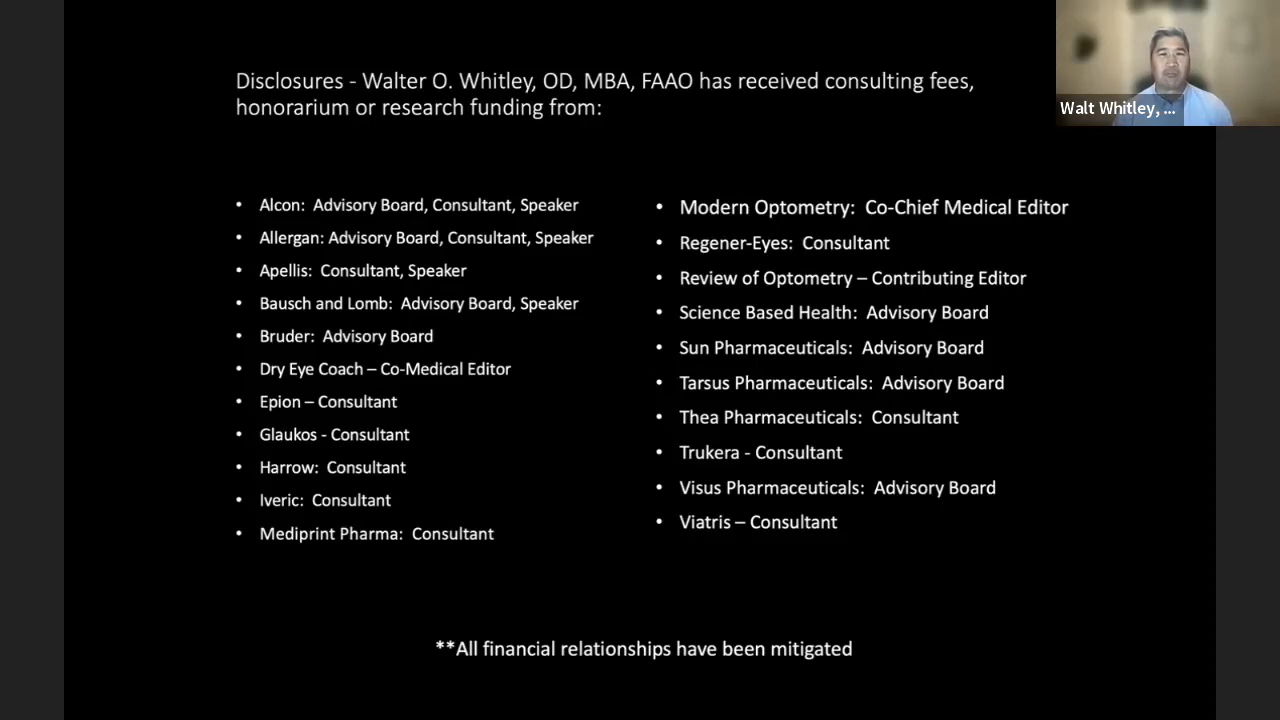 Disclosures - Walter O. Whitley, OD, MBA, FAAO has received consulting fees,
honorarium or research funding from:
Walt Whitley, ...
• Alcon: Advisory Board, Consultant, Speaker
• Allergan: Advisory Board, Consultant, Speaker
• Apellis: Consultant, Speaker
• Bausch and Lomb: Advisory Board, Speaker
• Bruder: Advisory Board
• Dry Eye Coach – Co-Medical Editor
• Epion – Consultant
• Glaukos - Consultant
• Harrow: Consultant
• Iveric: Consultant
• Mediprint Pharma: Consultant
• Modern Optometry: Co-Chief Medical Editor
• Regener-Eyes: Consultant
• Review of Optometry – Contributing Editor
• Science Based Health: Advisory Board
• Sun Pharmaceuticals: Advisory Board
• Tarsus Pharmaceuticals: Advisory Board
• Thea Pharmaceuticals: Consultant
• Trukera - Consultant
• Visus Pharmaceuticals: Advisory Board
• Viatris – Consultant
**All financial relationships have been mitigated